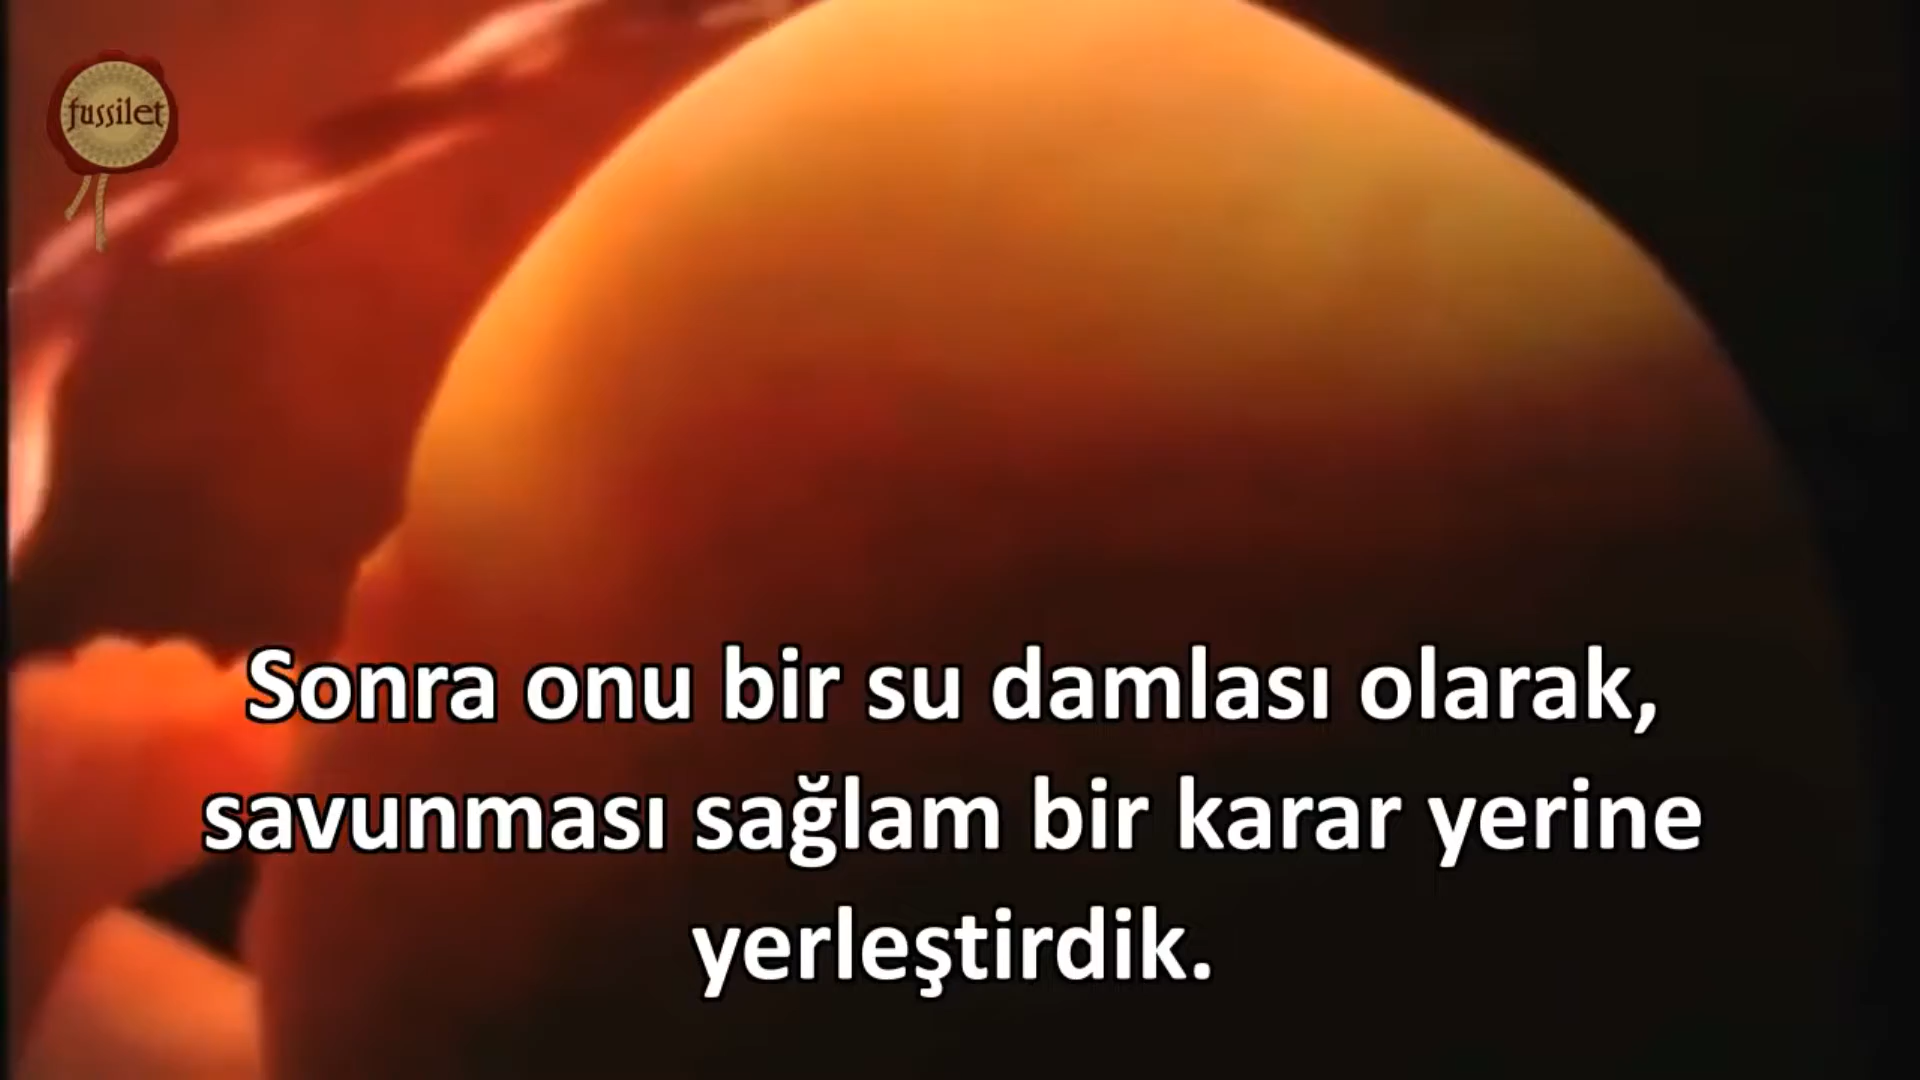 fussilet
Sonra onu bir su damlası olarak,
savunması sağlam bir karar yerine
yerleştirdik.